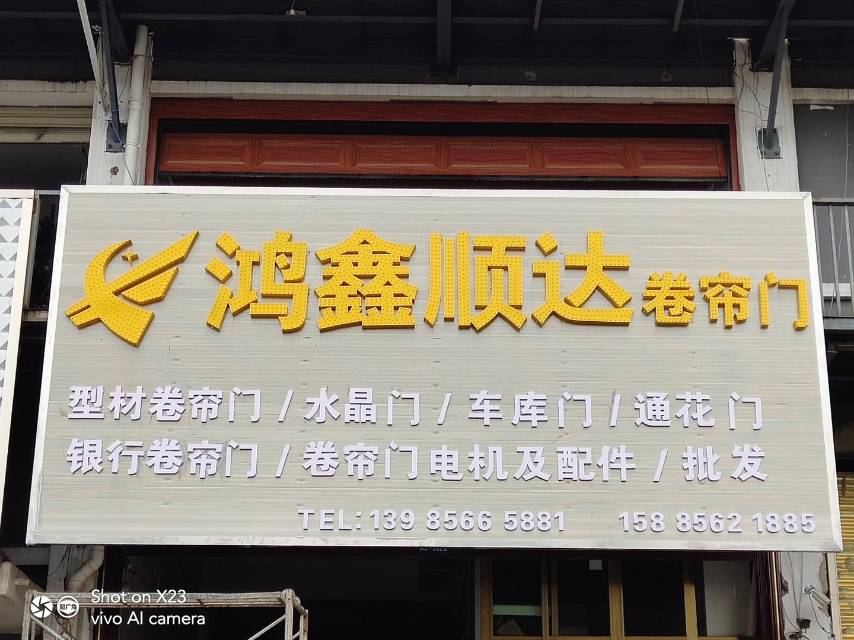 鸿鑫顺达卷帘门
型材卷帘门 / 水晶门 / 车库门 / 通花门
银行卷帘门 / 卷帘门电机及配件 / 批发
TEL: 139 8566 5881 158 8562 1885
Shot on X23
vivo AI camera